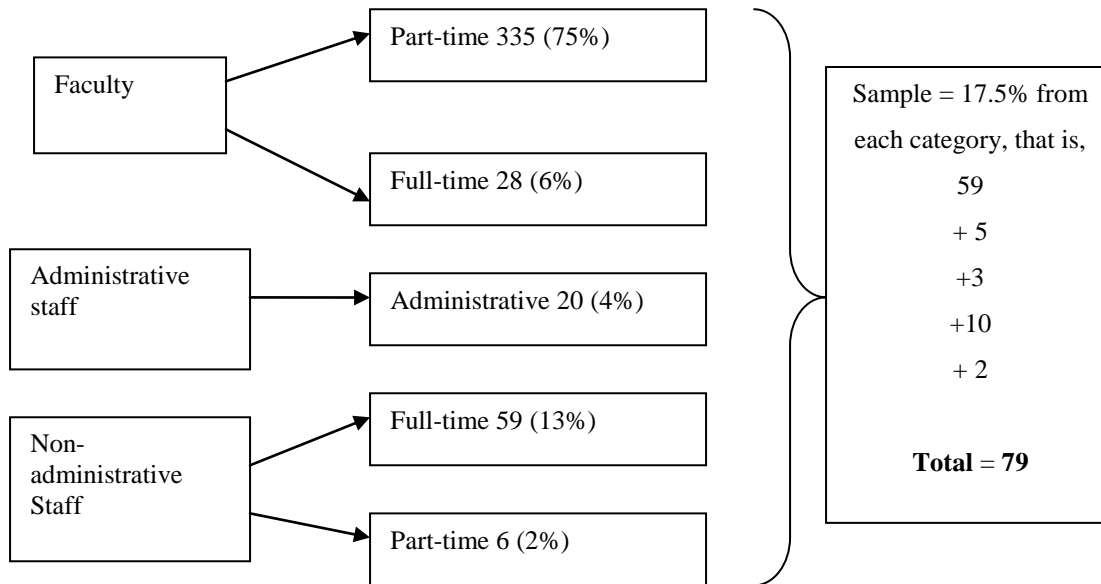 Faculty
Part-time 335 (75%)
Full-time 28 (6%)
Administrative
staff
Administrative 20 (4%)
Non-
administrative
Staff
Full-time 59 (13%)
Part-time 6 (2%)
Sample = 17.5% from
each category, that is,
59
+ 5
+3
+10
+ 2
Total = 79